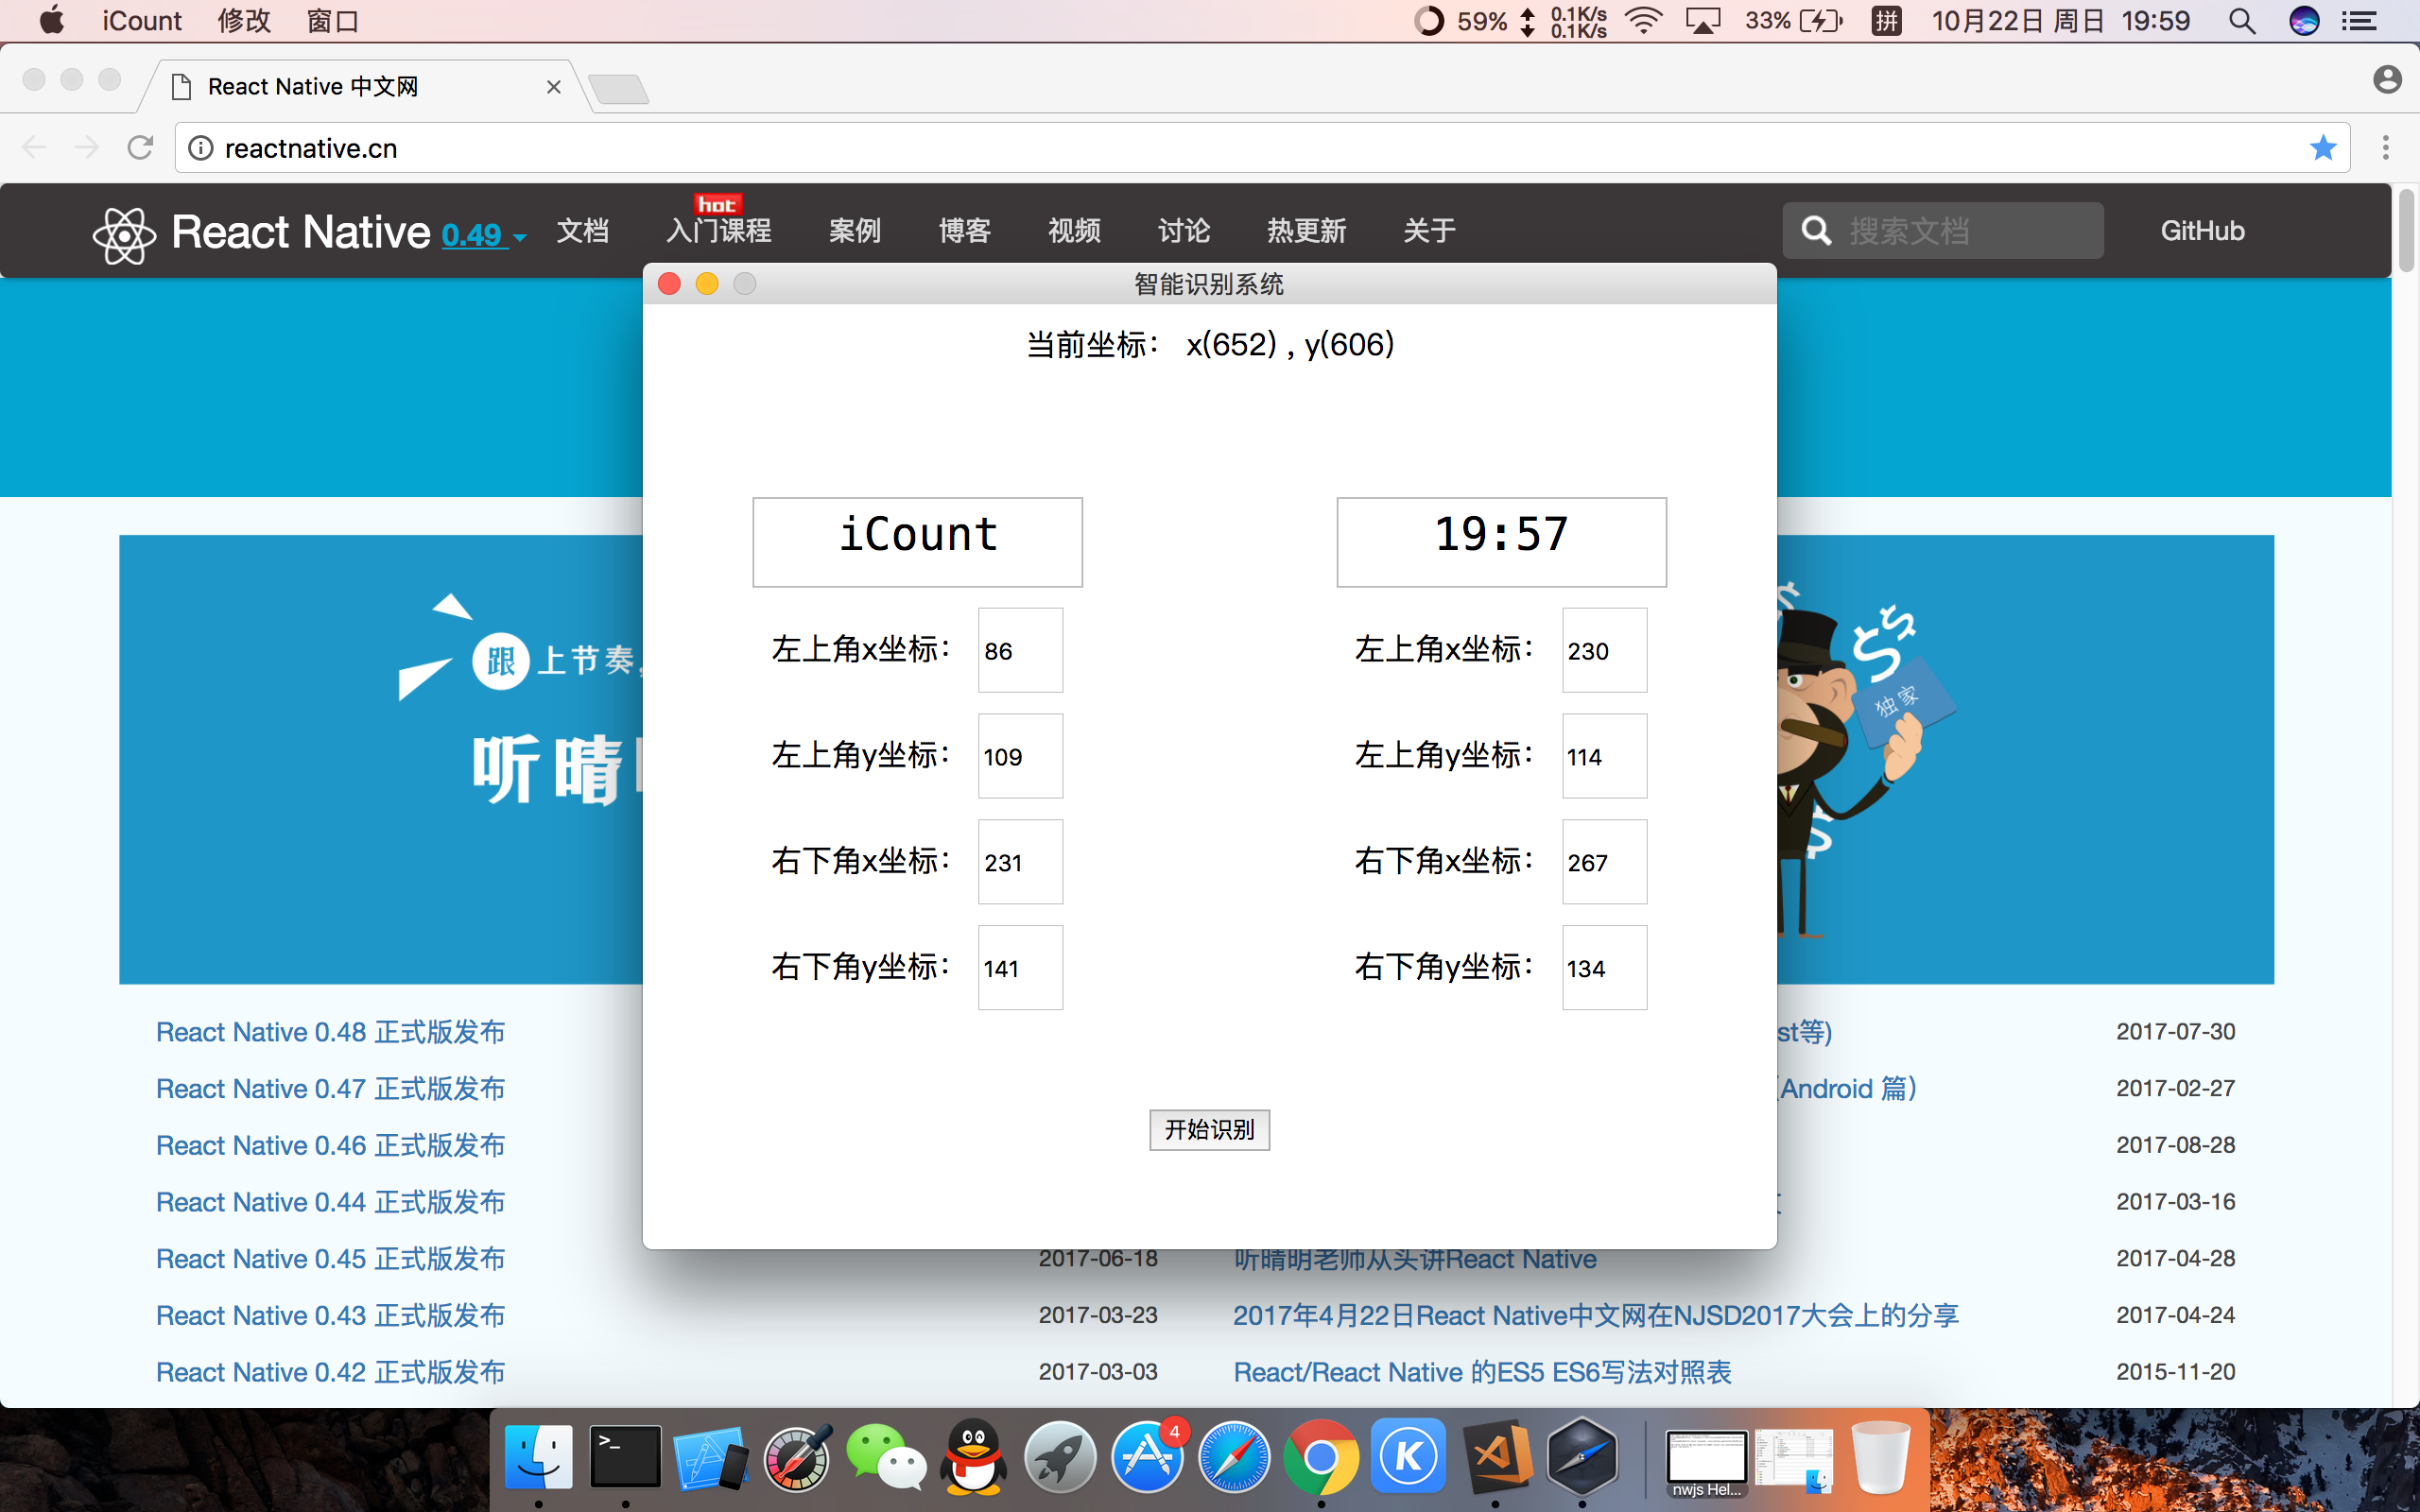 iCount 修改 窗口 59% 0.1K/s 33% 拼 10月22日 周日 19:59
0.1K/s
React Native 中文网
reactnative.cn
hot
React Native 0.49 文档 入门课程 案例 博客 视频 讨论 热更新 关于 搜索文档 GitHub
智能识别系统
当前坐标： x(652) , y(606)
iCount 19:57
左上角x坐标： 86 左上角x坐标： 230
左上角y坐标： 109 左上角y坐标： 114
右下角x坐标： 231 右下角x坐标： 267
右下角y坐标： 141 右下角y坐标： 134
开始识别
跟上节奏,
听晴
独家
React Native 0.48 正式版发布 st等) 2017-07-30
React Native 0.47 正式版发布 (Android 篇) 2017-02-27
React Native 0.46 正式版发布 2017-08-28
React Native 0.44 正式版发布 2017-03-16
React Native 0.45 正式版发布 2017-06-18 听晴明老师从头讲React Native 2017-04-28
React Native 0.43 正式版发布 2017-03-23 2017年4月22日React Native中文网在NJSD2017大会上的分享 2017-04-24
React Native 0.42 正式版发布 2017-03-03 React/React Native 的ES5 ES6写法对照表 2015-11-20
>_
4
K
nwjs Hel...